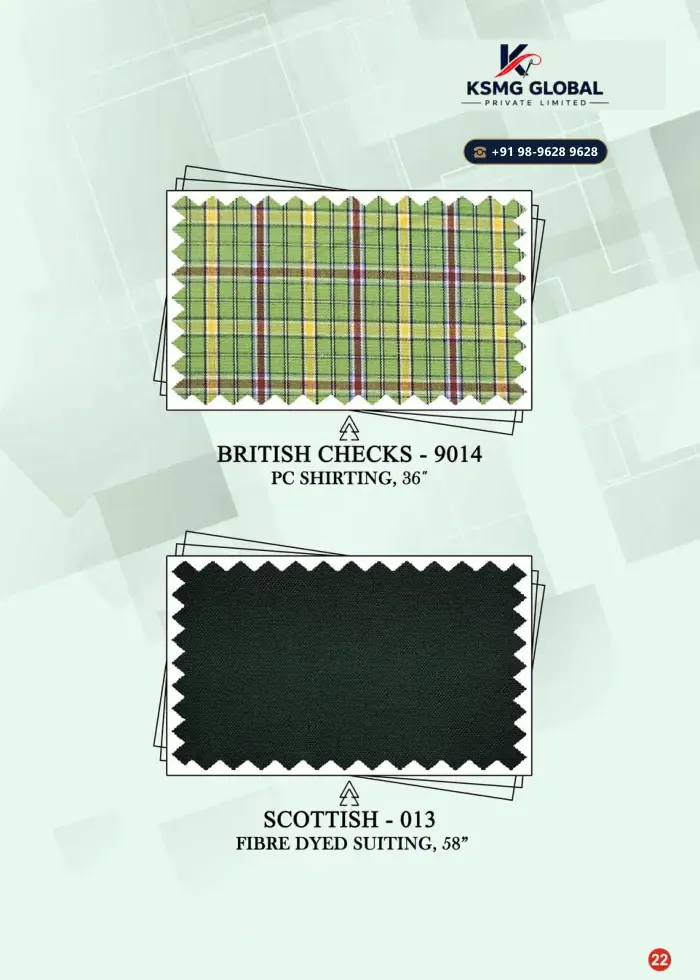 KSMG GLOBAL
PRIVATE LIMITED
+91 98-9628 9628
BRITISH CHECKS - 9014
PC SHIRTING, 36″
SCOTTISH - 013
FIBRE DYED SUITING, 58”
22